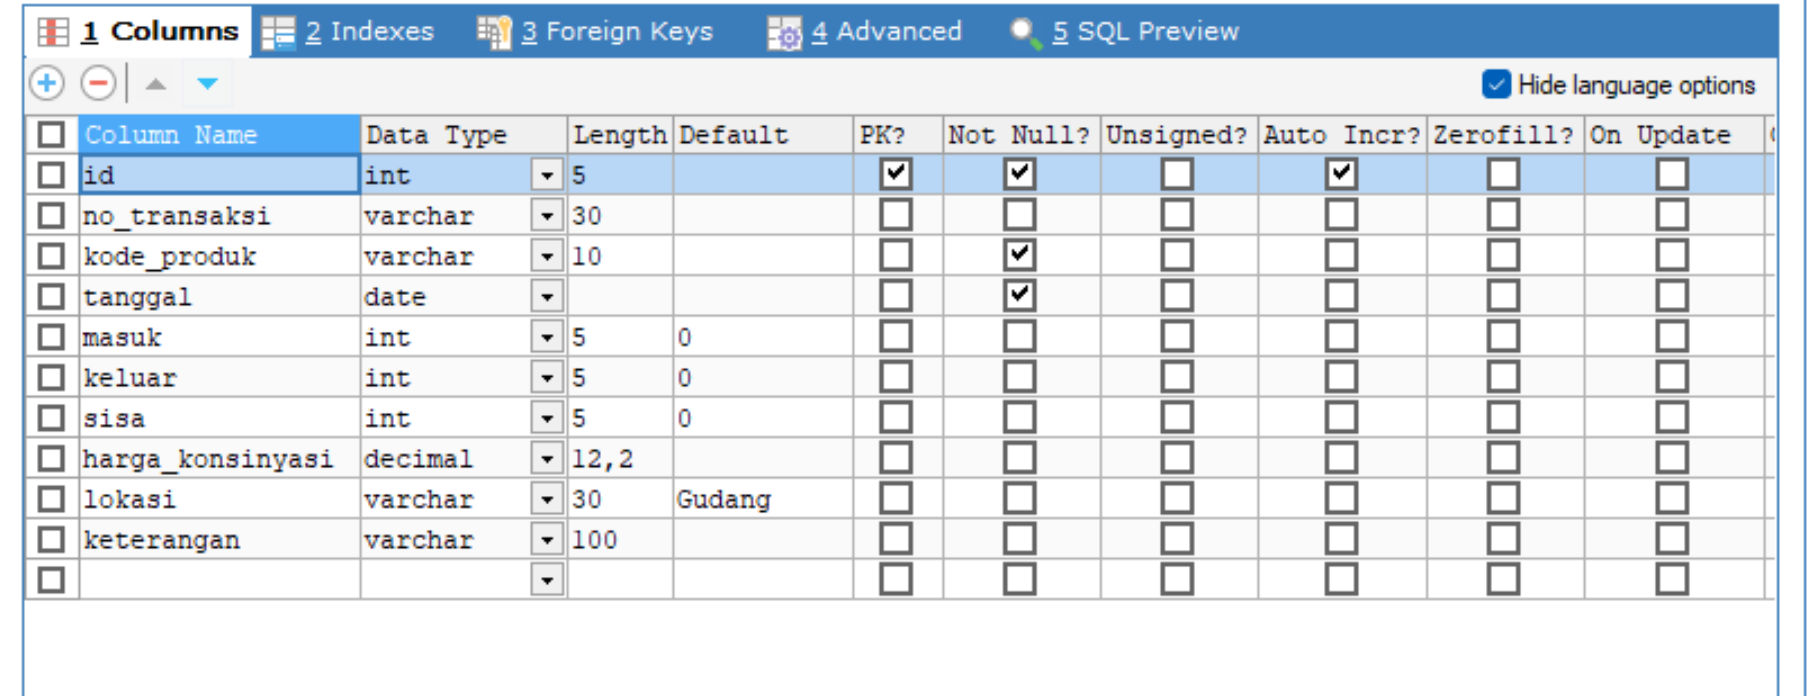 1 Columns 2 Indexes 3 Foreign Keys 4 Advanced 5 SQL Preview
Hide language options
Column Name Data Type Length Default PK? Not Null? Unsigned? Auto Incr? Zerofill? On Update
id int 5
no_transaksi varchar 30
kode_produk varchar 10
tanggal date
masuk int 5 0
keluar int 5 0
sisa int 5 0
harga_konsinyasi decimal 12,2
lokasi varchar 30 Gudang
keterangan varchar 100